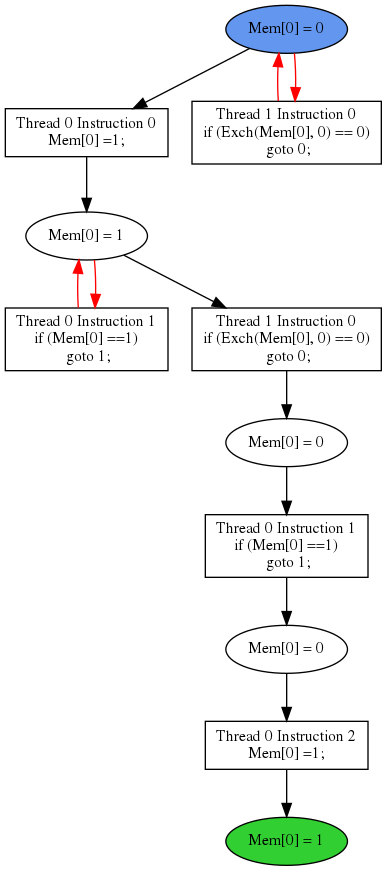 Mem[0] = 0
Thread 0 Instruction 0
Mem[0] =1;
Thread 1 Instruction 0
if (Exch(Mem[0], 0) == 0)
goto 0;
Mem[0] = 1
Thread 0 Instruction 1
if (Mem[0] ==1)
goto 1;
Thread 1 Instruction 0
if (Exch(Mem[0], 0) == 0)
goto 0;
Mem[0] = 0
Thread 0 Instruction 1
if (Mem[0] ==1)
goto 1;
Mem[0] = 0
Thread 0 Instruction 2
Mem[0] =1;
Mem[0] = 1